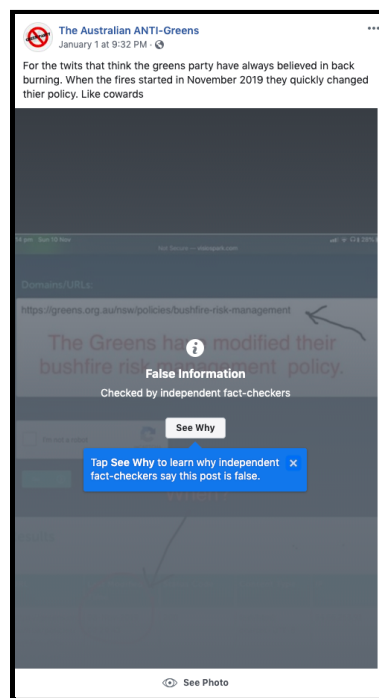 The Australian ANTI-Greens
January 1 at 9:32 PM ·
For the twits that think the greens party have always believed in back
burning. When the fires started in November 2019 they quickly changed
thier policy. Like cowards
Sun 10 Nov
Domains/URLs:
https://greens.org.au/nsw/policies/bushfire-risk-management
The Greens have modified their
bushfire risk management policy.
False Information
Checked by independent fact-checkers
See Why
Tap See Why to learn why independent
fact-checkers say this post is false.
See Photo